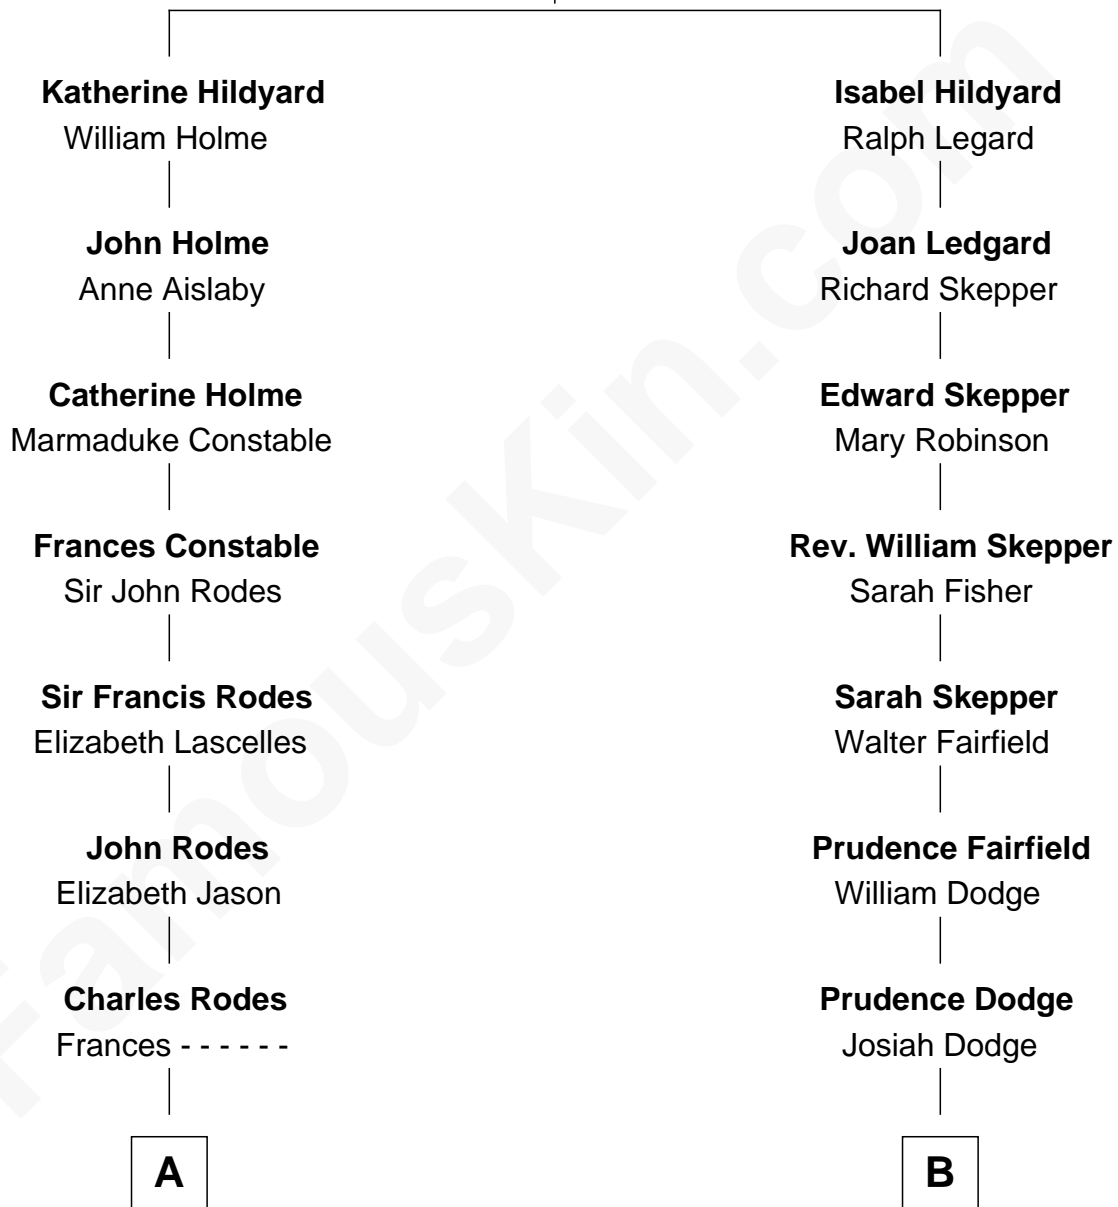 Katherine Hildyard
William Holme
John Holme
Anne Aislaby
Catherine Holme
Marmaduke Constable
Frances Constable
Sir John Rodes
Sir Francis Rodes
Elizabeth Lascelles
John Rodes
Elizabeth Jason
Charles Rodes
Frances - - - - - -
A
Isabel Hildyard
Ralph Legard
Joan Ledgard
Richard Skepper
Edward Skepper
Mary Robinson
Rev. William Skepper
Sarah Fisher
Sarah Skepper
Walter Fairfield
Prudence Fairfield
William Dodge
Prudence Dodge
Josiah Dodge
B
FamousKin.com